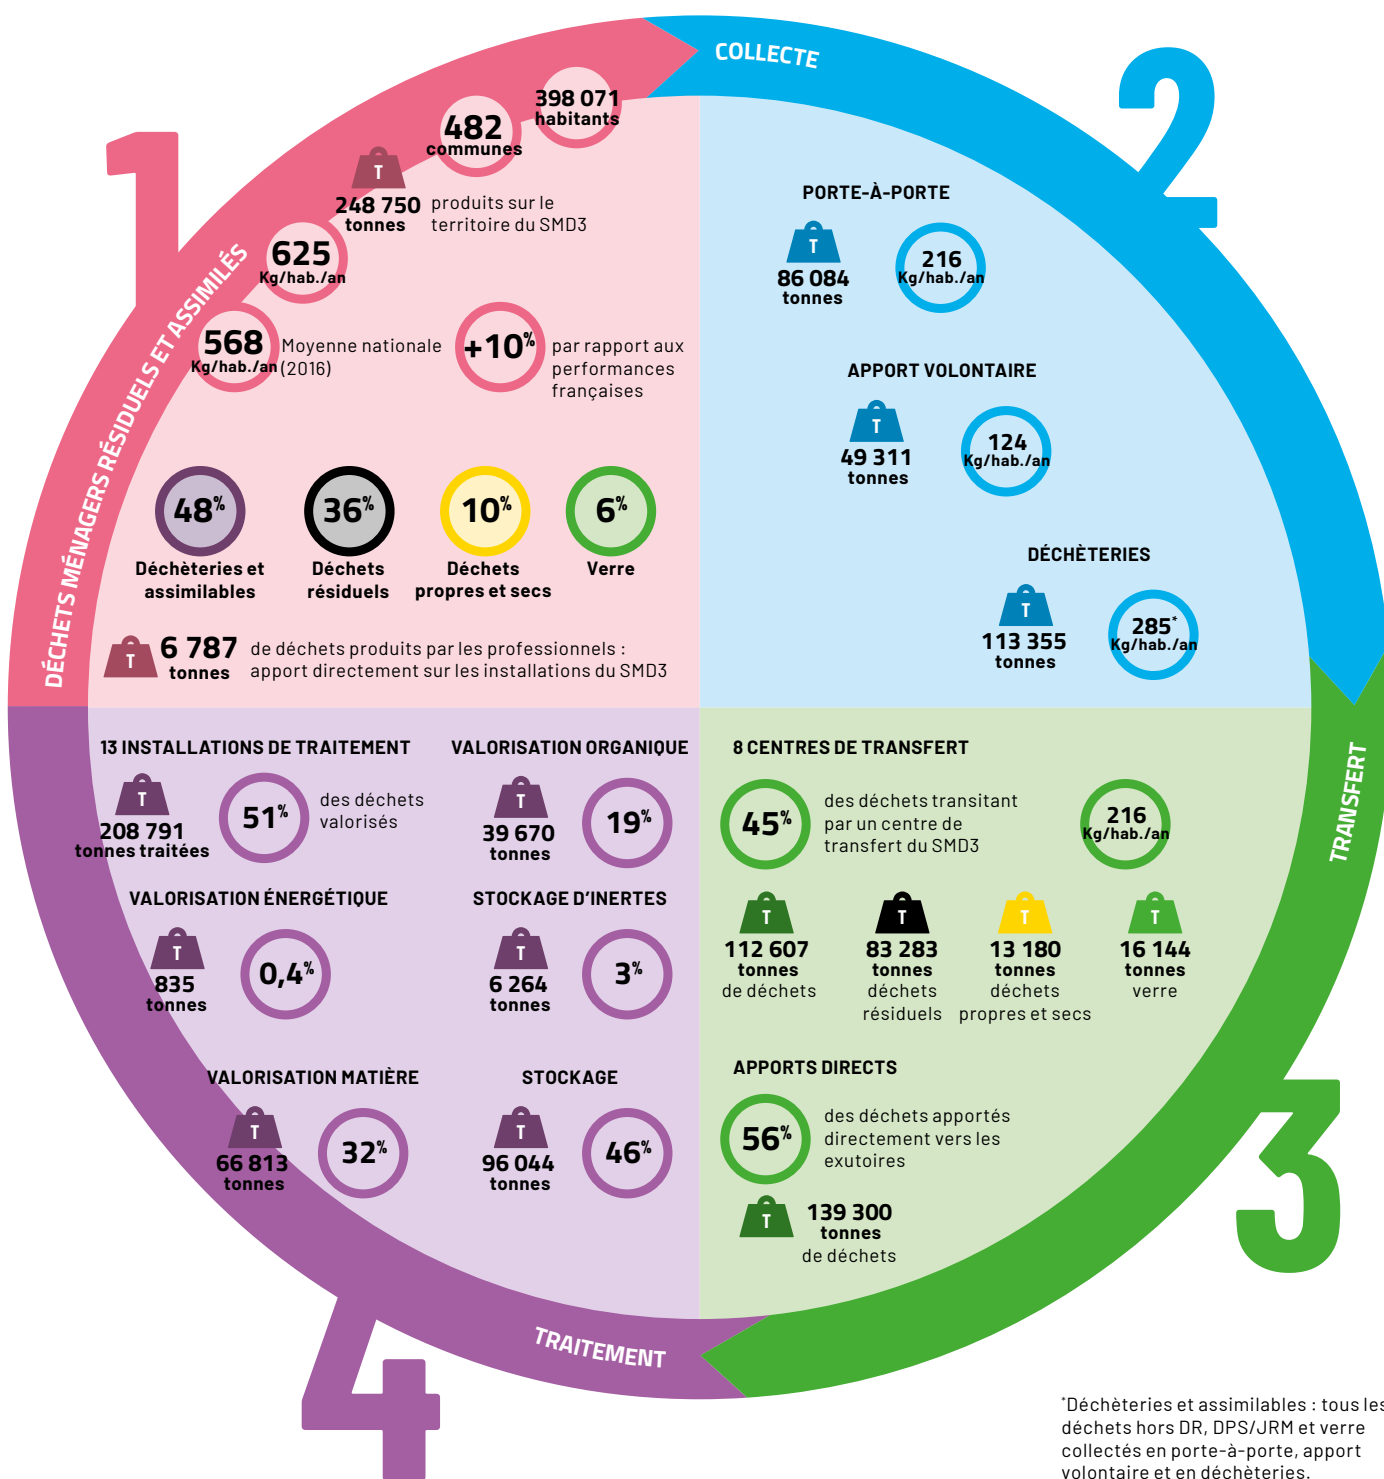 1
DÉCHETS MÉNAGERS RÉSIDUELS ET ASSIMILÉS
398 071
habitants
482
communes
T
248 750
tonnes
produits sur le
territoire du SMD3
625
Kg/hab./an
568
Kg/hab./an
Moyenne nationale
(2016)
+10%
par rapport aux
performances
françaises
48%
Déchèteries et
assimilables
36%
Déchets
résiduels
10%
Déchets
propres et secs
6%
Verre
T
6 787
tonnes
de déchets produits par les professionnels :
apport directement sur les installations du SMD3
2
COLLECTE
PORTE-À-PORTE
T
86 084
tonnes
216
Kg/hab./an
APPORT VOLONTAIRE
T
49 311
tonnes
124
Kg/hab./an
DÉCHÈTERIES
T
113 355
tonnes
285*
Kg/hab./an
3
TRANSFERT
8 CENTRES DE TRANSFERT
45%
des déchets transitant
par un centre de
transfert du SMD3
216
Kg/hab./an
T
112 607
tonnes
de déchets
T
83 283
tonnes
déchets
résiduels
T
13 180
tonnes
déchets
propres et secs
T
16 144
tonnes
verre
APPORTS DIRECTS
56%
des déchets apportés
directement vers les
exutoires
T
139 300
tonnes
de déchets
4
TRAITEMENT
13 INSTALLATIONS DE TRAITEMENT
T
208 791
tonnes traitées
51%
des déchets
valorisés
VALORISATION ORGANIQUE
T
39 670
tonnes
19%
VALORISATION ÉNERGÉTIQUE
T
835
tonnes
0,4%
STOCKAGE D'INERTES
T
6 264
tonnes
3%
VALORISATION MATIÈRE
T
66 813
tonnes
32%
STOCKAGE
T
96 044
tonnes
46%
*Déchèteries et assimilables : tous les
déchets hors DR, DPS/JRM et verre
collectés en porte-à-porte, apport
volontaire et en déchèteries.